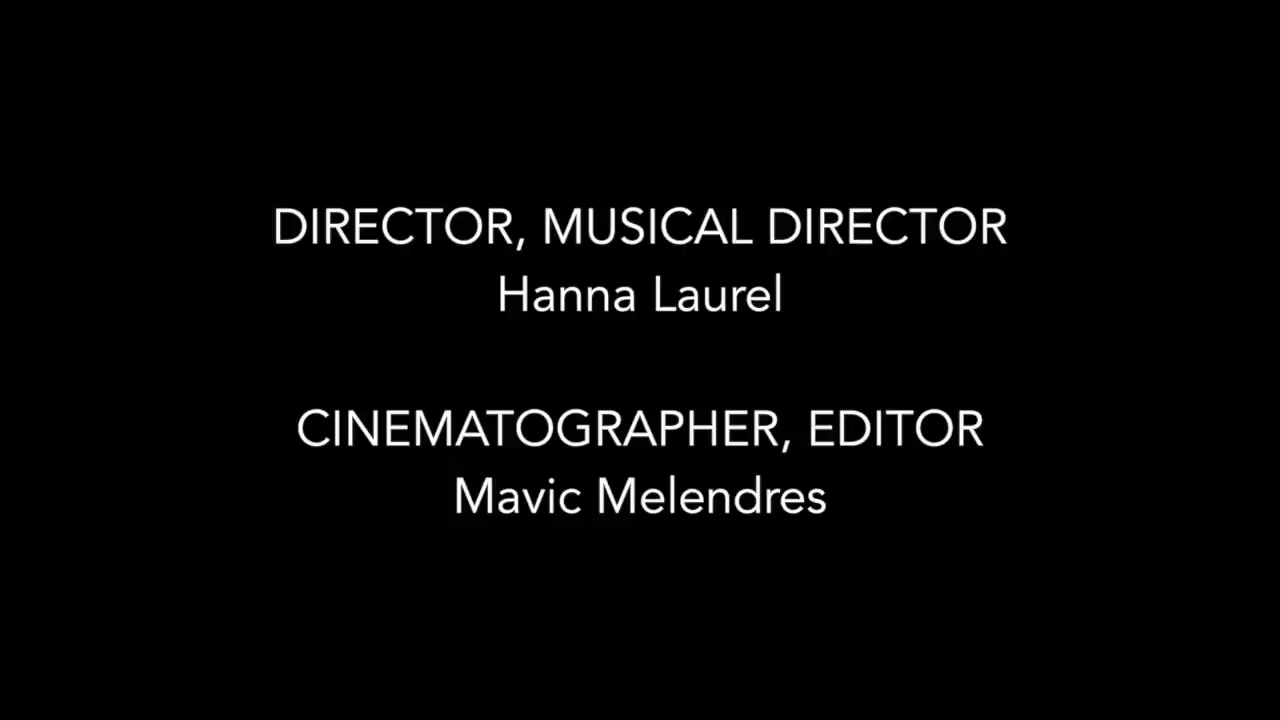 DIRECTOR, MUSICAL DIRECTOR
Hanna Laurel
CINEMATOGRAPHER, EDITOR
Mavic Melendres